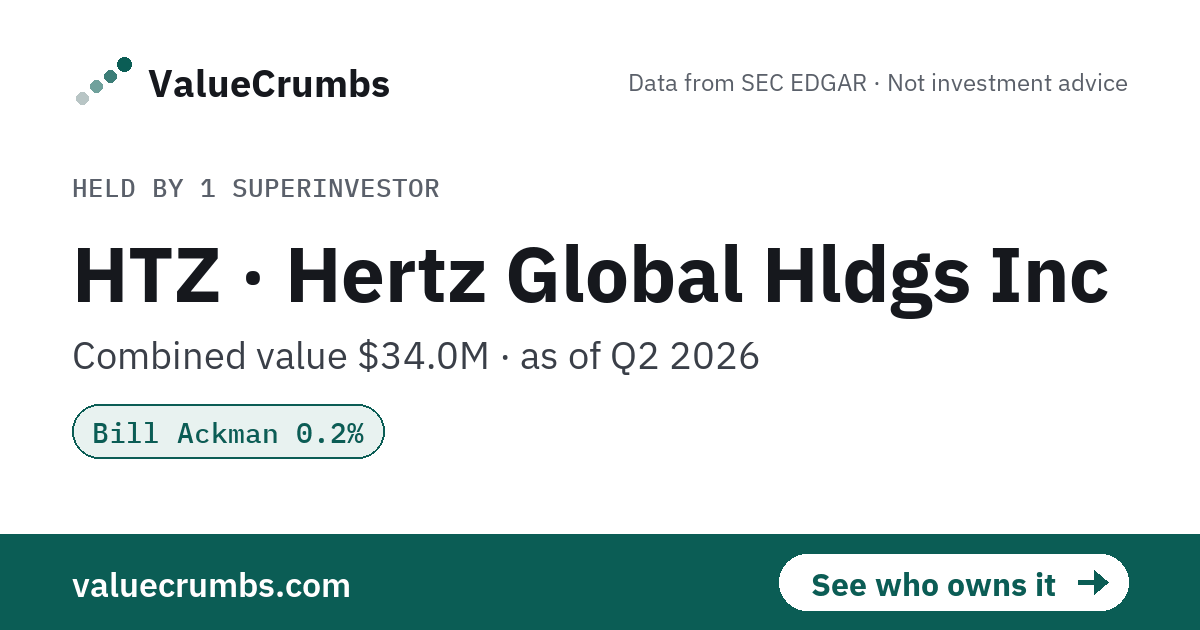 ValueCrumbs
Data from SEC EDGAR · Not investment advice
HELD BY 1 SUPERINVESTOR
HTZ · Hertz Global Hldgs Inc
Combined value $34.0M · as of Q2 2026
Bill Ackman 0.2%
valuecrumbs.com
See who owns it →